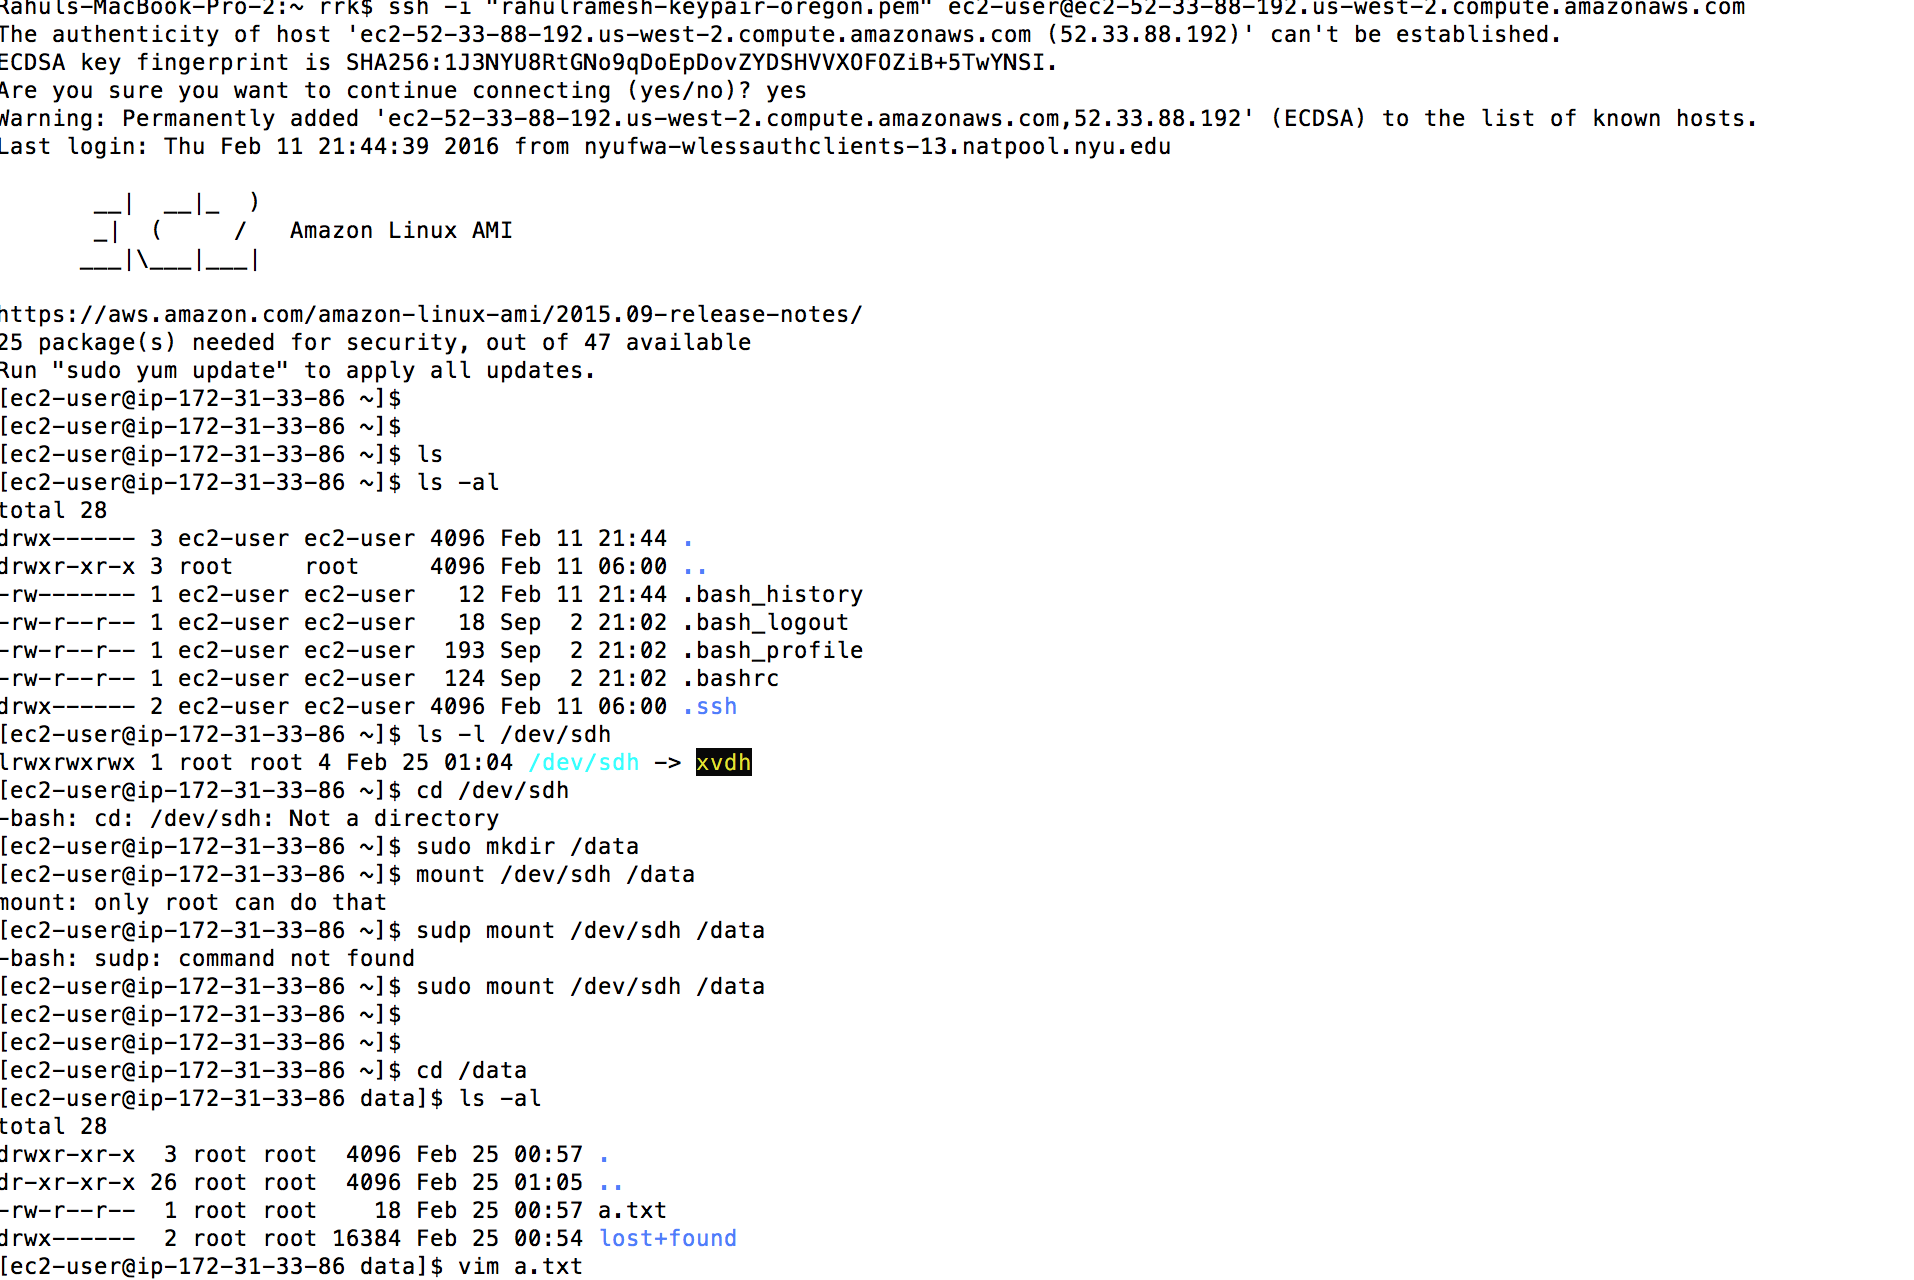 Rahuls-MacBook-Pro-2:~ rrk$ ssh -i "rahulramesh-keypair-oregon.pem" ec2-user@ec2-52-33-88-192.us-west-2.compute.amazonaws.com
The authenticity of host 'ec2-52-33-88-192.us-west-2.compute.amazonaws.com (52.33.88.192)' can't be established.
ECDSA key fingerprint is SHA256:1J3NYU8RtGNo9qDoEpDovZYDSHVVXOFOZiB+5TwYNSI.
Are you sure you want to continue connecting (yes/no)? yes
Warning: Permanently added 'ec2-52-33-88-192.us-west-2.compute.amazonaws.com,52.33.88.192' (ECDSA) to the list of known hosts.
Last login: Thu Feb 11 21:44:39 2016 from nyufwa-wlessauthclients-13.natpool.nyu.edu

       __|  __|_  )
       _|  (     /   Amazon Linux AMI
      ___|\___|___|

https://aws.amazon.com/amazon-linux-ami/2015.09-release-notes/
25 package(s) needed for security, out of 47 available
Run "sudo yum update" to apply all updates.
[ec2-user@ip-172-31-33-86 ~]$
[ec2-user@ip-172-31-33-86 ~]$
[ec2-user@ip-172-31-33-86 ~]$ ls
[ec2-user@ip-172-31-33-86 ~]$ ls -al
total 28
drwx------ 3 ec2-user ec2-user 4096 Feb 11 21:44 .
drwxr-xr-x 3 root     root     4096 Feb 11 06:00 ..
-rw------- 1 ec2-user ec2-user   12 Feb 11 21:44 .bash_history
-rw-r--r-- 1 ec2-user ec2-user   18 Sep  2 21:02 .bash_logout
-rw-r--r-- 1 ec2-user ec2-user  193 Sep  2 21:02 .bash_profile
-rw-r--r-- 1 ec2-user ec2-user  124 Sep  2 21:02 .bashrc
drwx------ 2 ec2-user ec2-user 4096 Feb 11 06:00 .ssh
[ec2-user@ip-172-31-33-86 ~]$ ls -l /dev/sdh
lrwxrwxrwx 1 root root 4 Feb 25 01:04 /dev/sdh -> xvdh
[ec2-user@ip-172-31-33-86 ~]$ cd /dev/sdh
-bash: cd: /dev/sdh: Not a directory
[ec2-user@ip-172-31-33-86 ~]$ sudo mkdir /data
[ec2-user@ip-172-31-33-86 ~]$ mount /dev/sdh /data
mount: only root can do that
[ec2-user@ip-172-31-33-86 ~]$ sudp mount /dev/sdh /data
-bash: sudp: command not found
[ec2-user@ip-172-31-33-86 ~]$ sudo mount /dev/sdh /data
[ec2-user@ip-172-31-33-86 ~]$
[ec2-user@ip-172-31-33-86 ~]$
[ec2-user@ip-172-31-33-86 ~]$ cd /data
[ec2-user@ip-172-31-33-86 data]$ ls -al
total 28
drwxr-xr-x  3 root root  4096 Feb 25 00:57 .
dr-xr-xr-x 26 root root  4096 Feb 25 01:05 ..
-rw-r--r--  1 root root    18 Feb 25 00:57 a.txt
drwx------  2 root root 16384 Feb 25 00:54 lost+found
[ec2-user@ip-172-31-33-86 data]$ vim a.txt